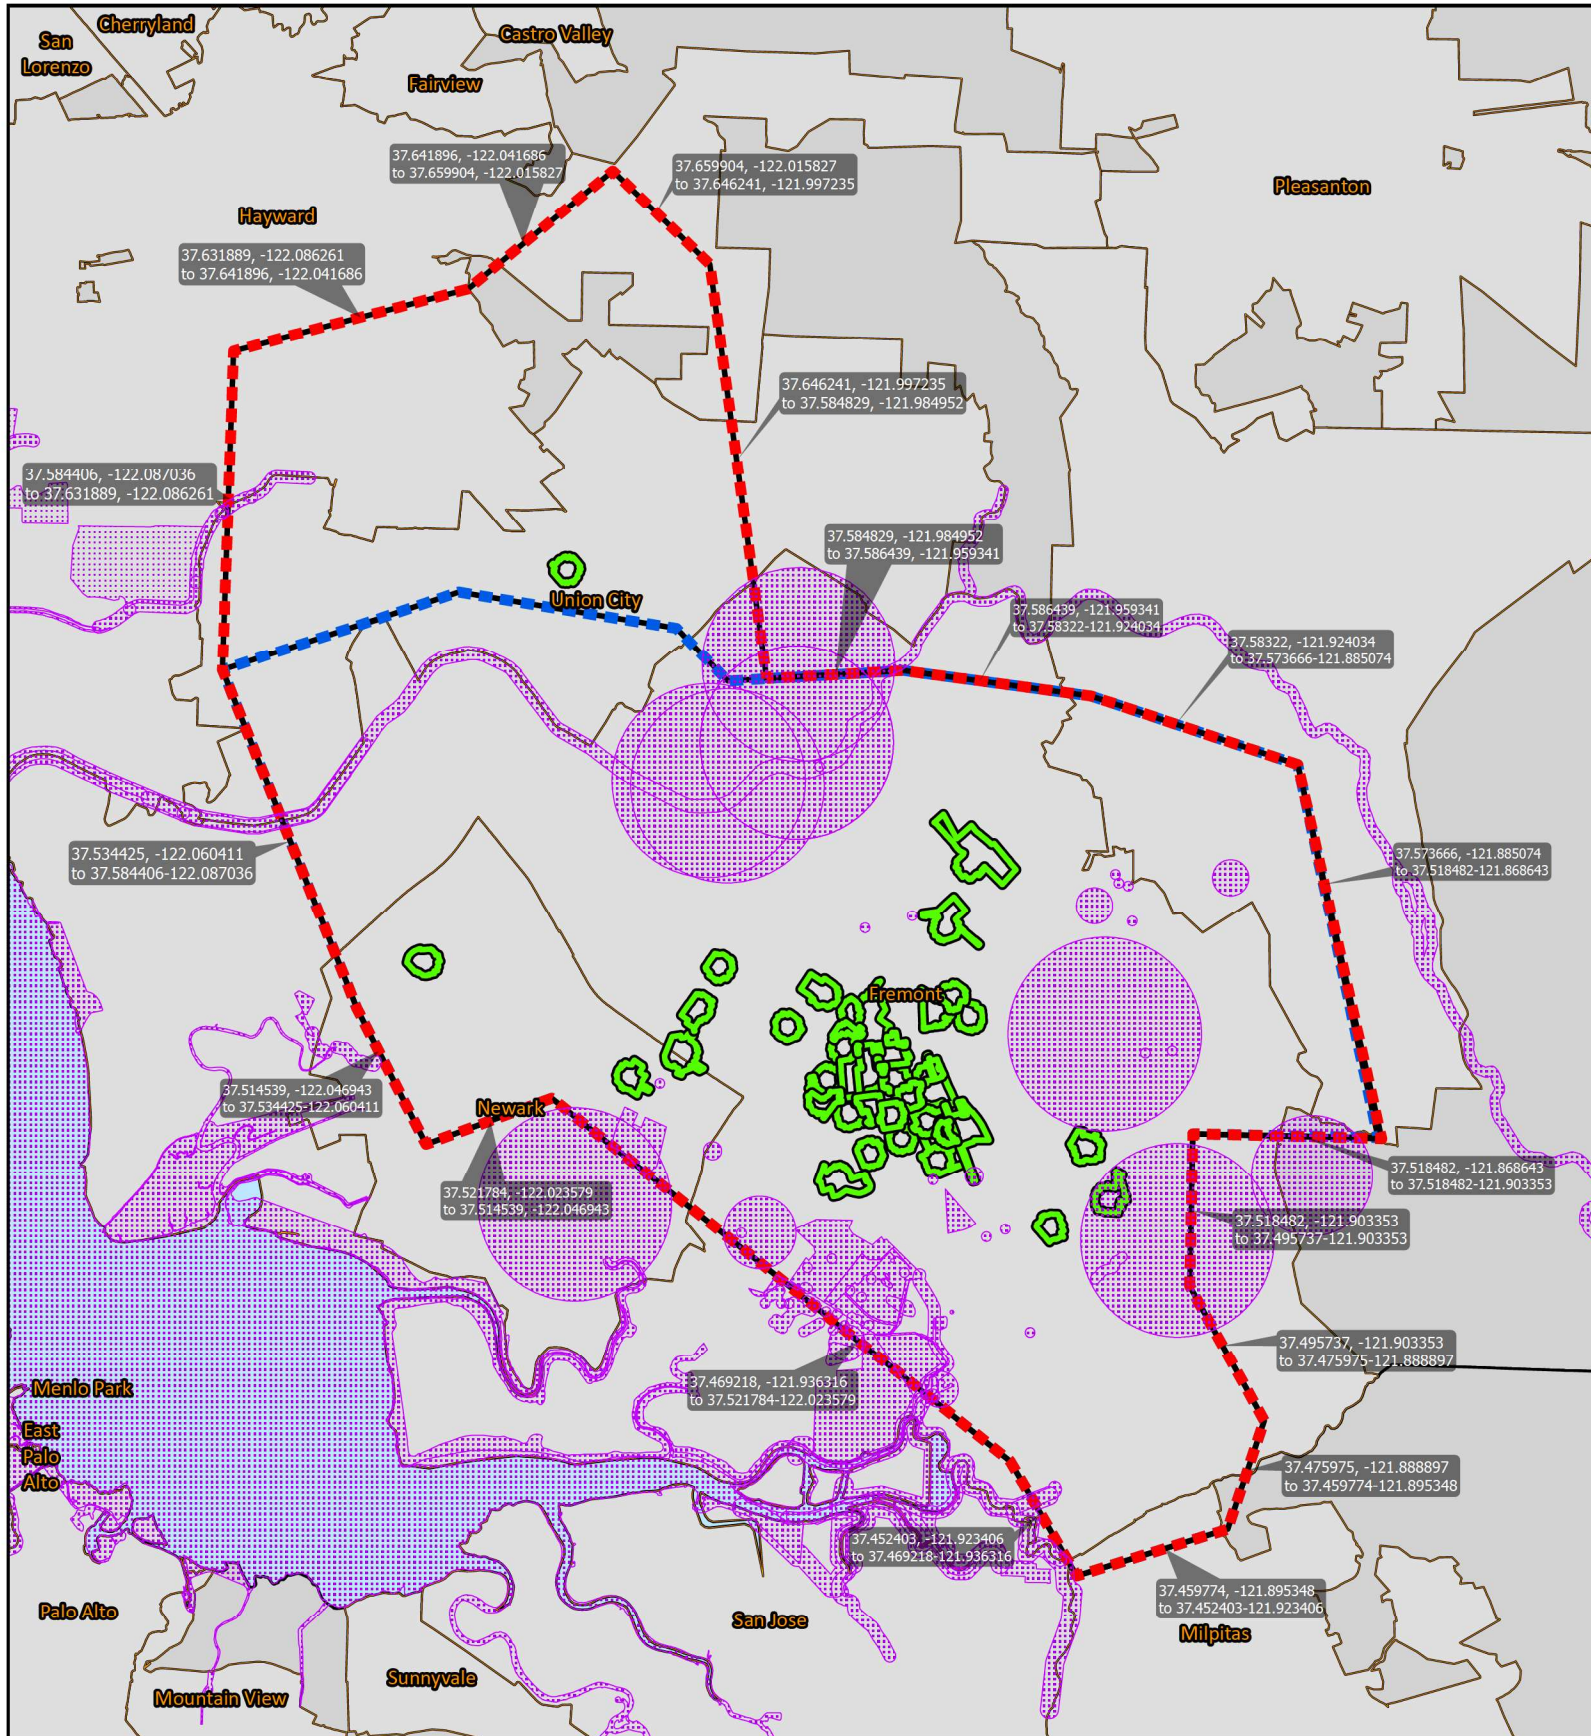 Cherryland
San
Lorenzo
Castro Valley
Fairview
37.641896, -122.041686
to 37.659904, -122.015827
37.659904, -122.015827
to 37.646241, -121.997235
Pleasanton
Hayward
37.631889, -122.086261
to 37.641896, -122.041686
37.646241, -121.997235
to 37.584829, -121.984952
37.584406, -122.087036
to 37.631889, -122.086261
37.584829, -121.984952
to 37.586439, -121.959341
Union City
37.586439, -121.959341
to 37.58322-121.924034
37.58322, -121.924034
to 37.573666-121.885074
37.534425, -122.060411
to 37.584406-122.087036
37.573666, -121.885074
to 37.518482-121.868643
Fremont
37.514539, -122.046943
to 37.534425-122.060411
Newark
37.521784, -122.023579
to 37.514539, -122.046943
37.518482, -121.868643
to 37.518482-121.903353
37.518482, -121.903353
to 37.495737-121.903353
37.495737, -121.903353
to 37.475975-121.888897
37.469218, -121.936316
to 37.521784-122.023579
Menlo Park
East
Palo
Alto
37.475975, -121.888897
to 37.459774-121.895348
37.452403, -121.923406
to 37.469218-121.936316
37.459774, -121.895348
to 37.452403-121.923406
Palo Alto
San Jose
Milpitas
Sunnyvale
Mountain View